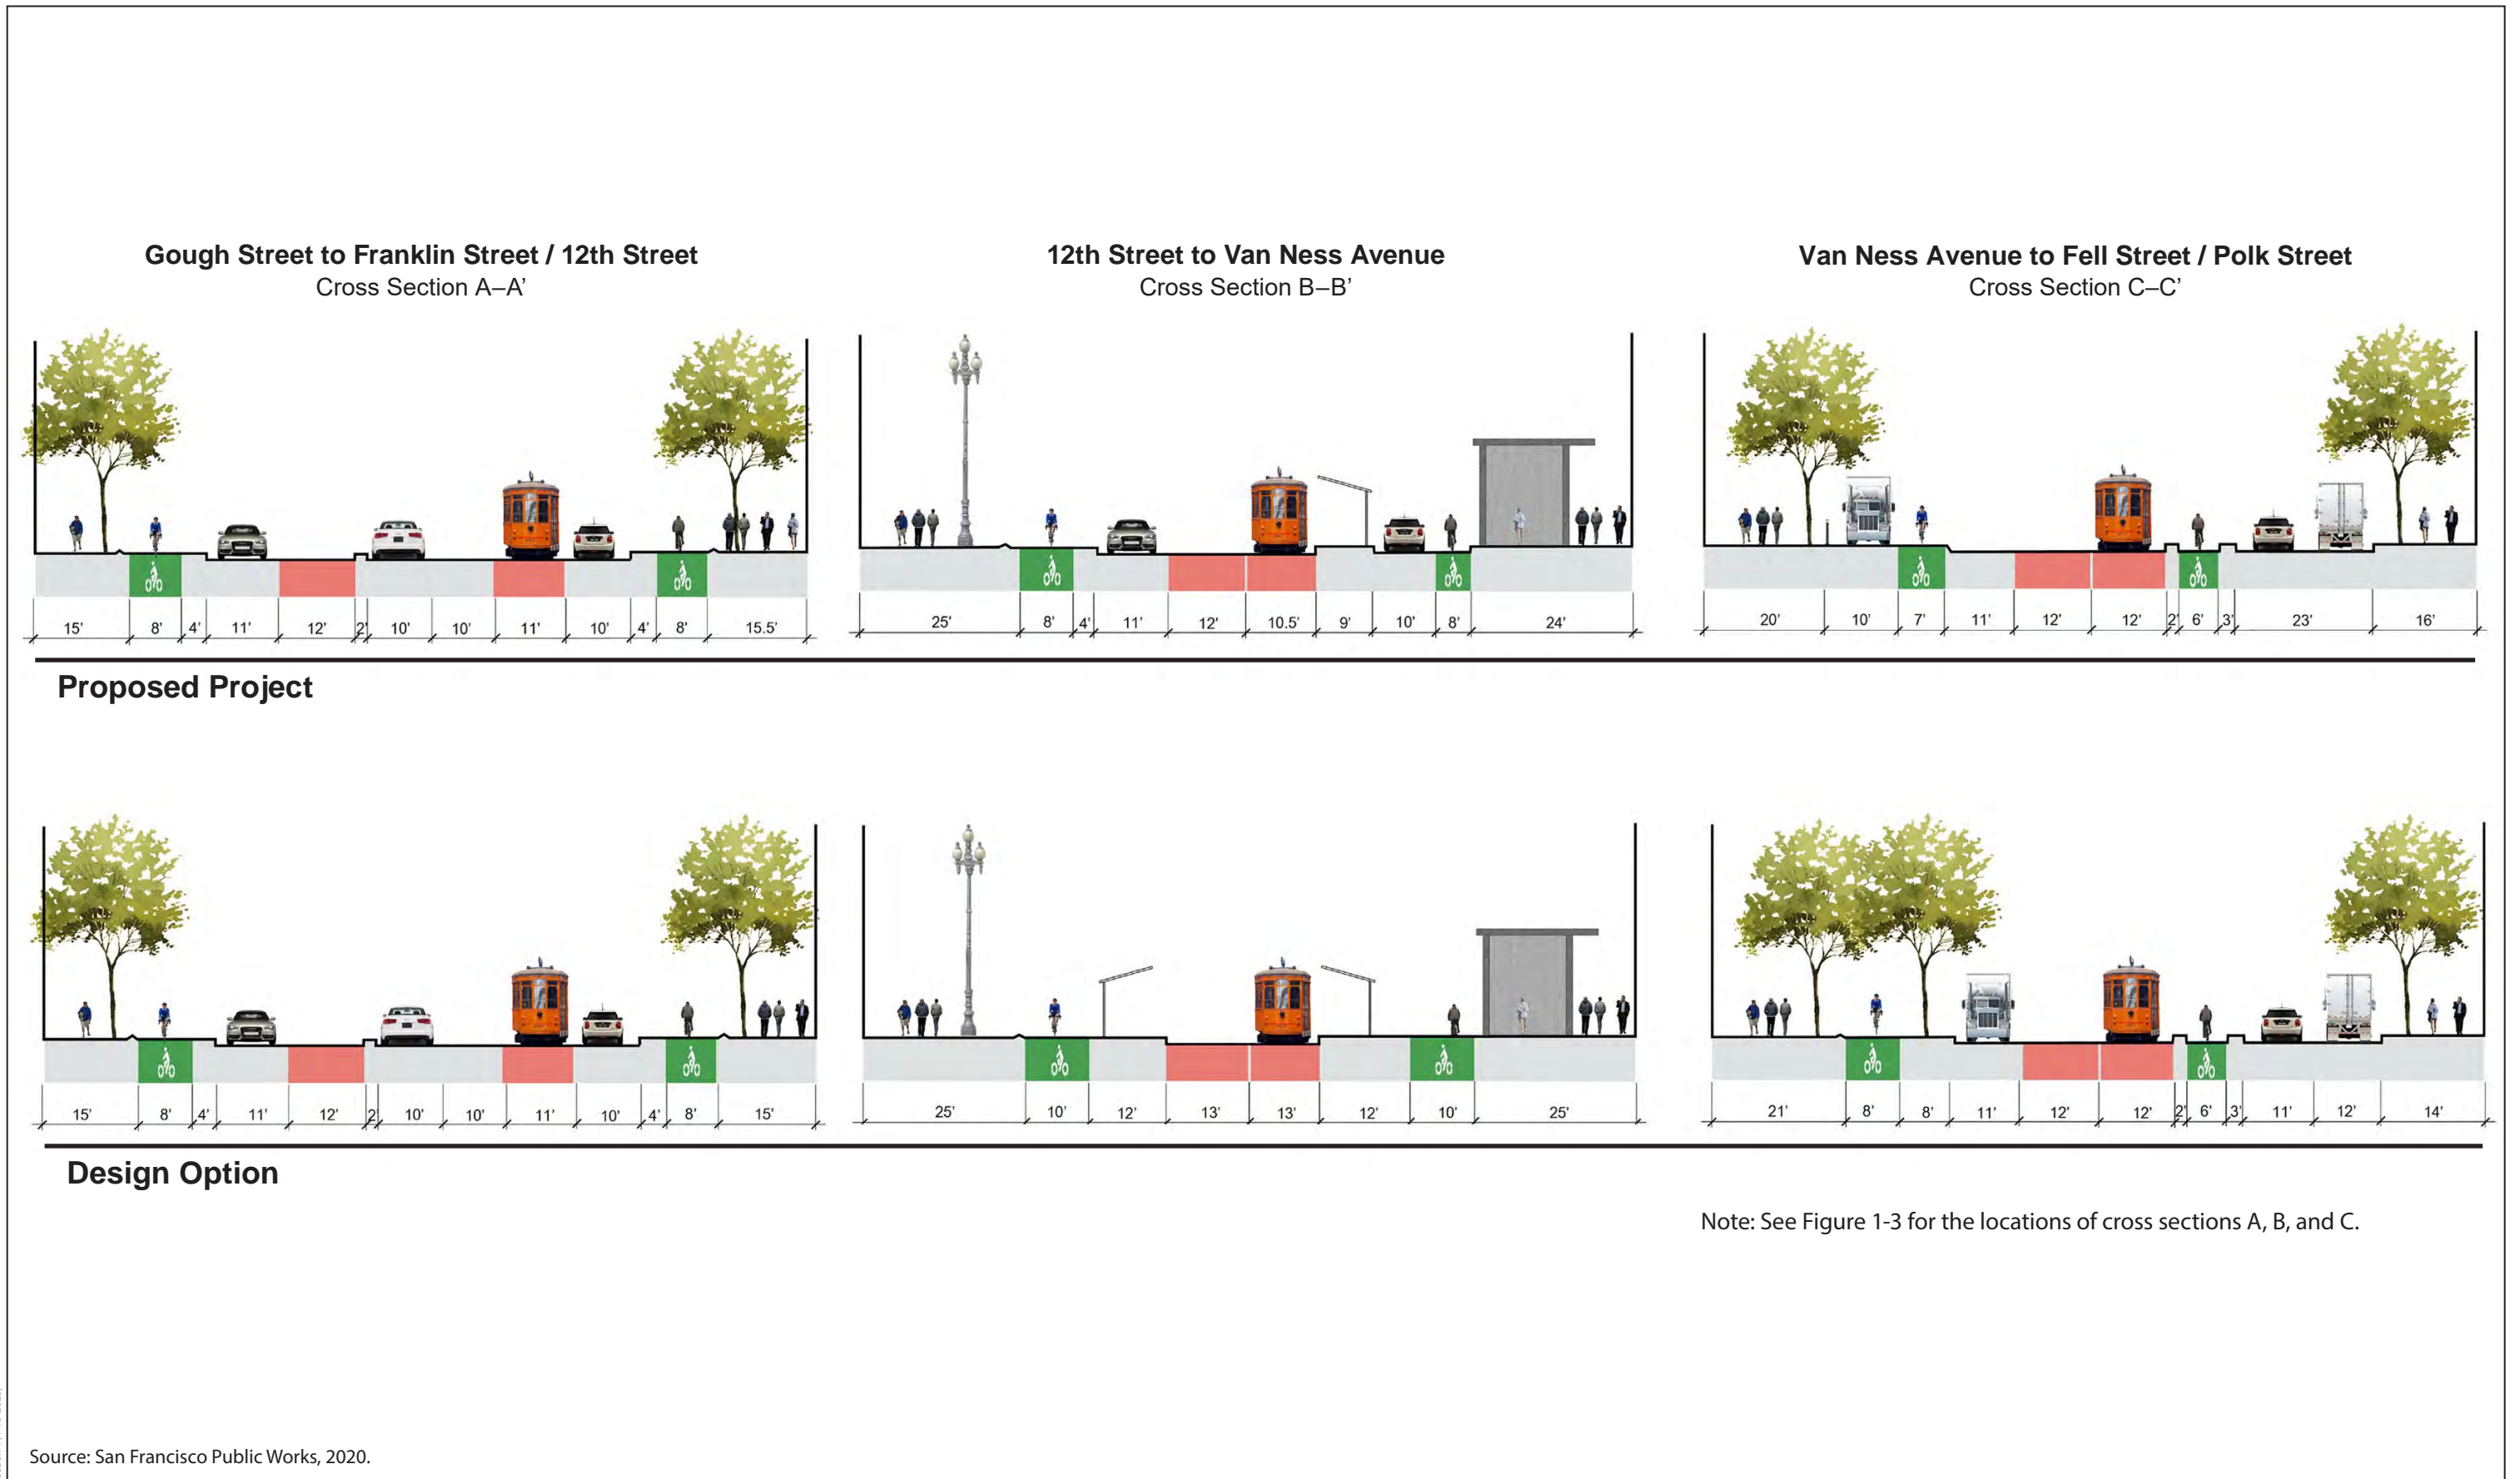 Gough Street to Franklin Street / 12th Street
Cross Section A–A’
12th Street to Van Ness Avenue
Cross Section B–B’
Van Ness Avenue to Fell Street / Polk Street
Cross Section C–C’
15' 8' 4' 11' 12' 2' 10' 10' 11' 10' 4' 8' 15.5'
25' 8' 4' 11' 12' 10.5' 9' 10' 8' 24'
20' 10' 7' 11' 12' 12' 2' 6' 3' 23' 16'
Proposed Project
15' 8' 4' 11' 12' 2' 10' 10' 11' 10' 4' 8' 15'
25' 10' 12' 13' 13' 12' 10' 25'
21' 8' 8' 11' 12' 12' 2' 6' 3' 11' 12' 14'
Design Option
Note: See Figure 1-3 for the locations of cross sections A, B, and C.
Source: San Francisco Public Works, 2020.